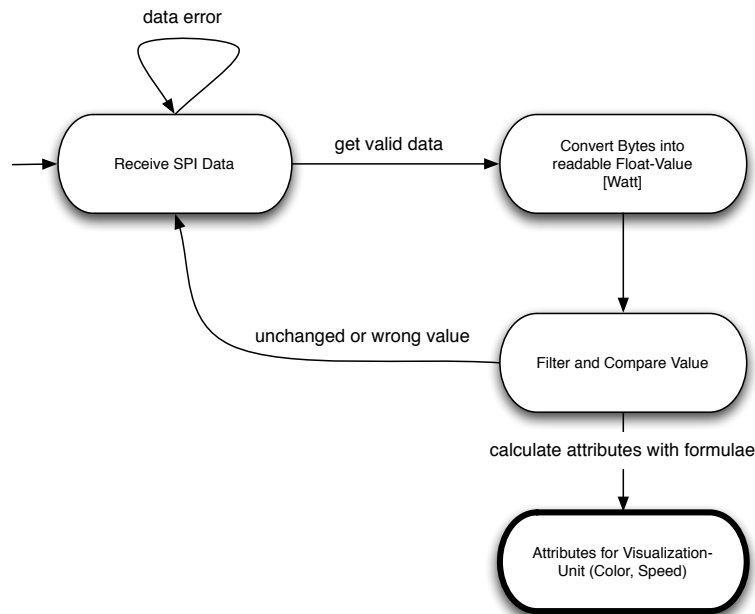 data error
Receive SPI Data
get valid data
Convert Bytes into
readable Float-Value
[Watt]
unchanged or wrong value
Filter and Compare Value
calculate attributes with formulae
Attributes for Visualization-
Unit (Color, Speed)